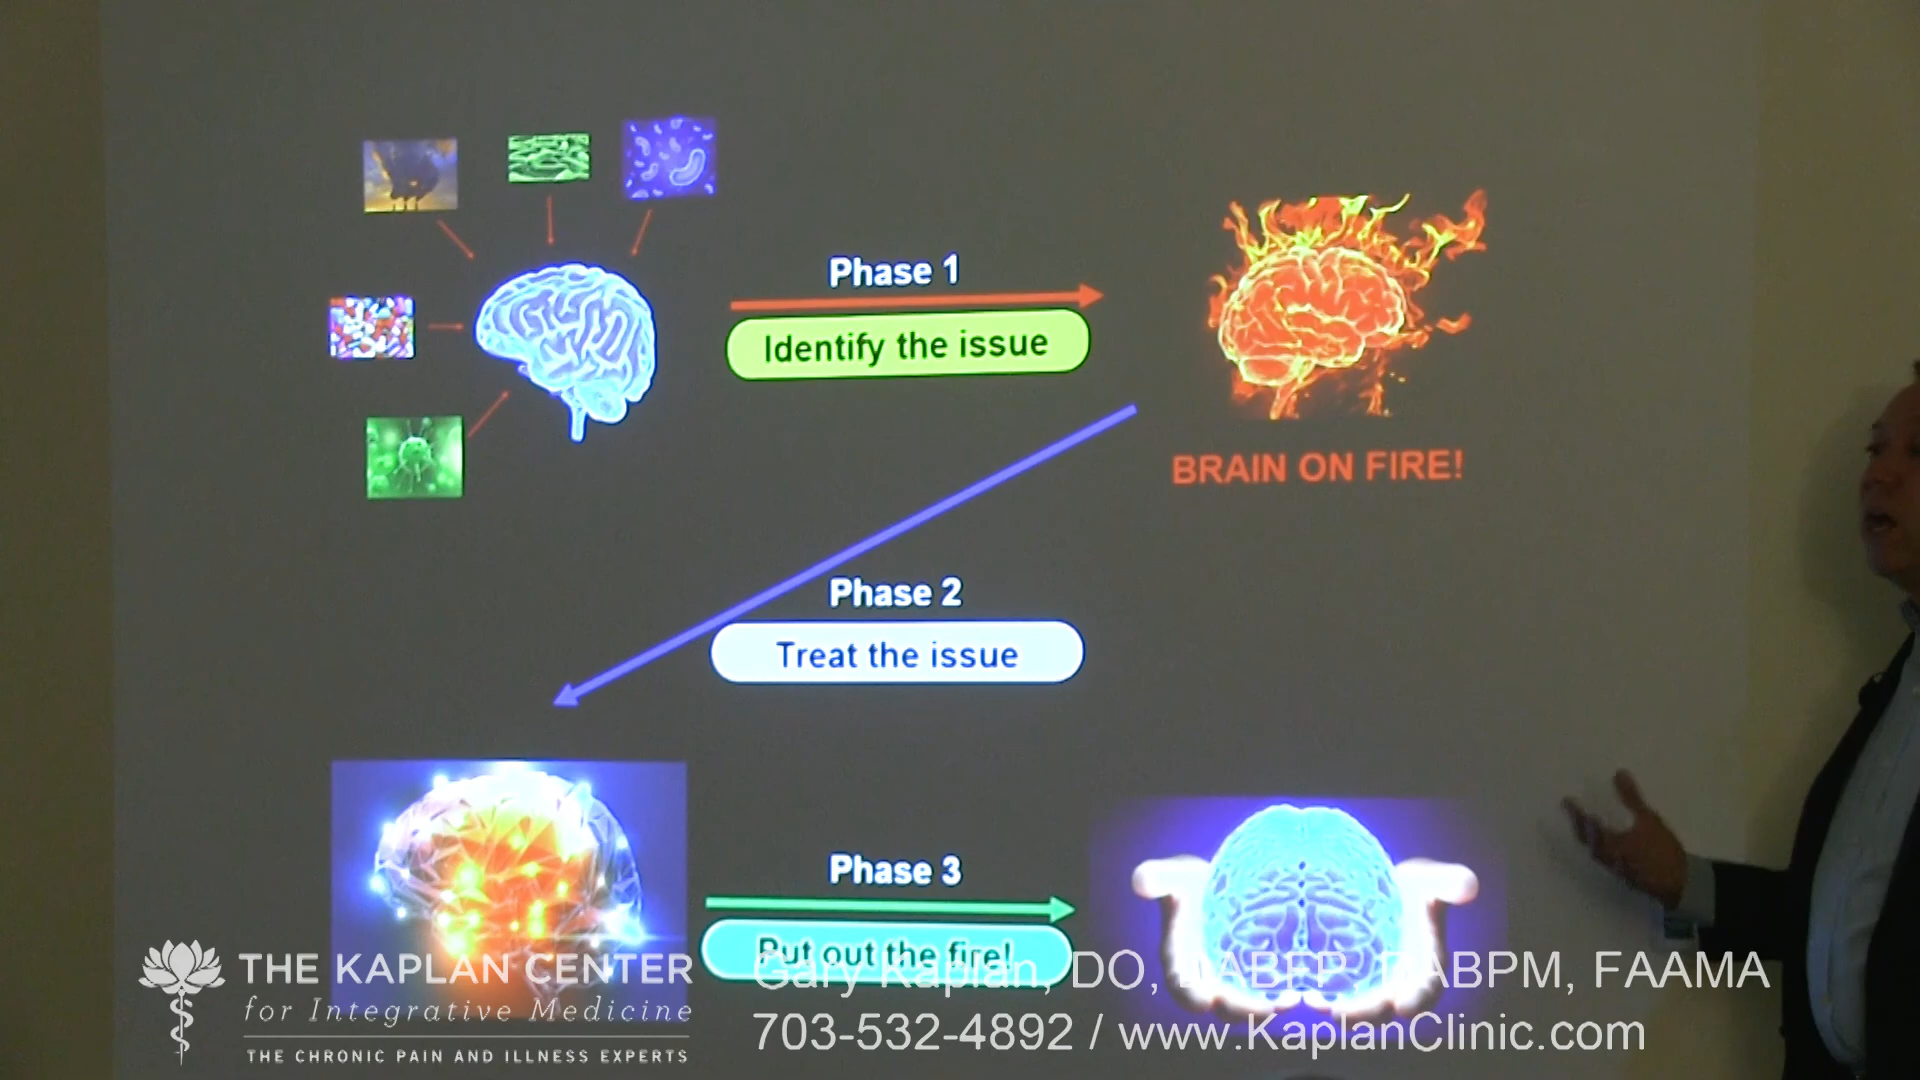 Phase 1
Identify the issue
BRAIN ON FIRE!
Phase 2
Treat the issue
Phase 3
Put out the fire!
THE KAPLAN CENTER
for Integrative Medicine
THE CHRONIC PAIN AND ILLNESS EXPERTS
Gary Kaplan, DO, DABFP, DABPM, FAAMA
703-532-4892 / www.KaplanClinic.com